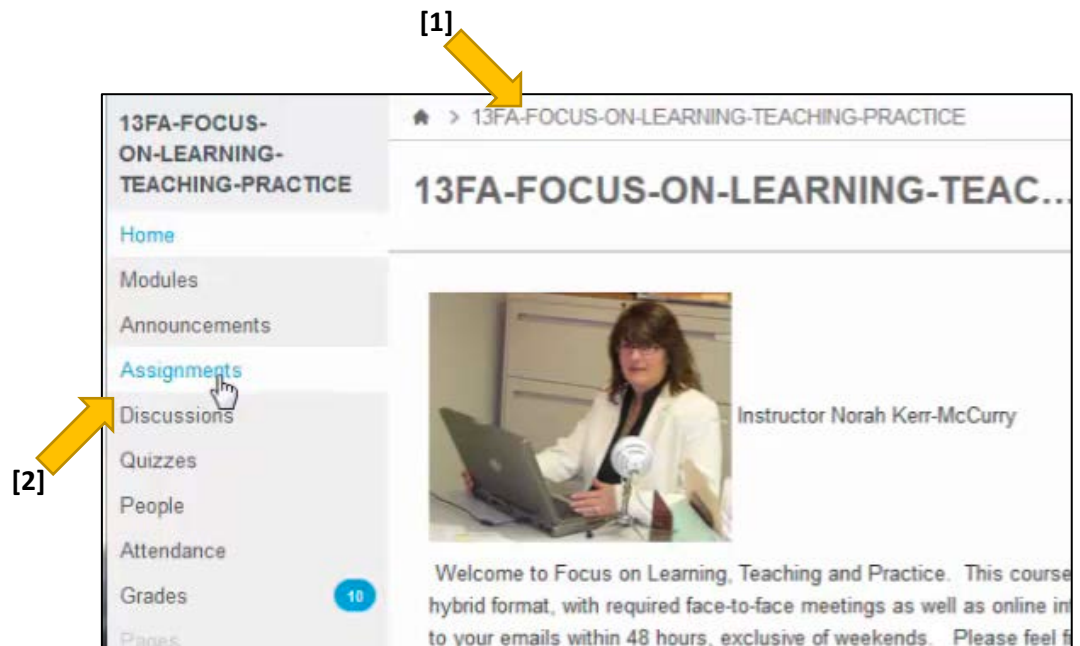 [1]
13FA-FOCUS-
ON-LEARNING-
TEACHING-PRACTICE
Home
Modules
Announcements
Assignments
Discussions
Quizzes
People
Attendance
Grades 10
Pages
[2]
> 13FA-FOCUS-ON-LEARNING-TEACHING-PRACTICE
13FA-FOCUS-ON-LEARNING-TEAC...
Instructor Norah Kerr-McCurry
Welcome to Focus on Learning, Teaching and Practice. This course
hybrid format, with required face-to-face meetings as well as online
to your emails within 48 hours, exclusive of weekends. Please feel